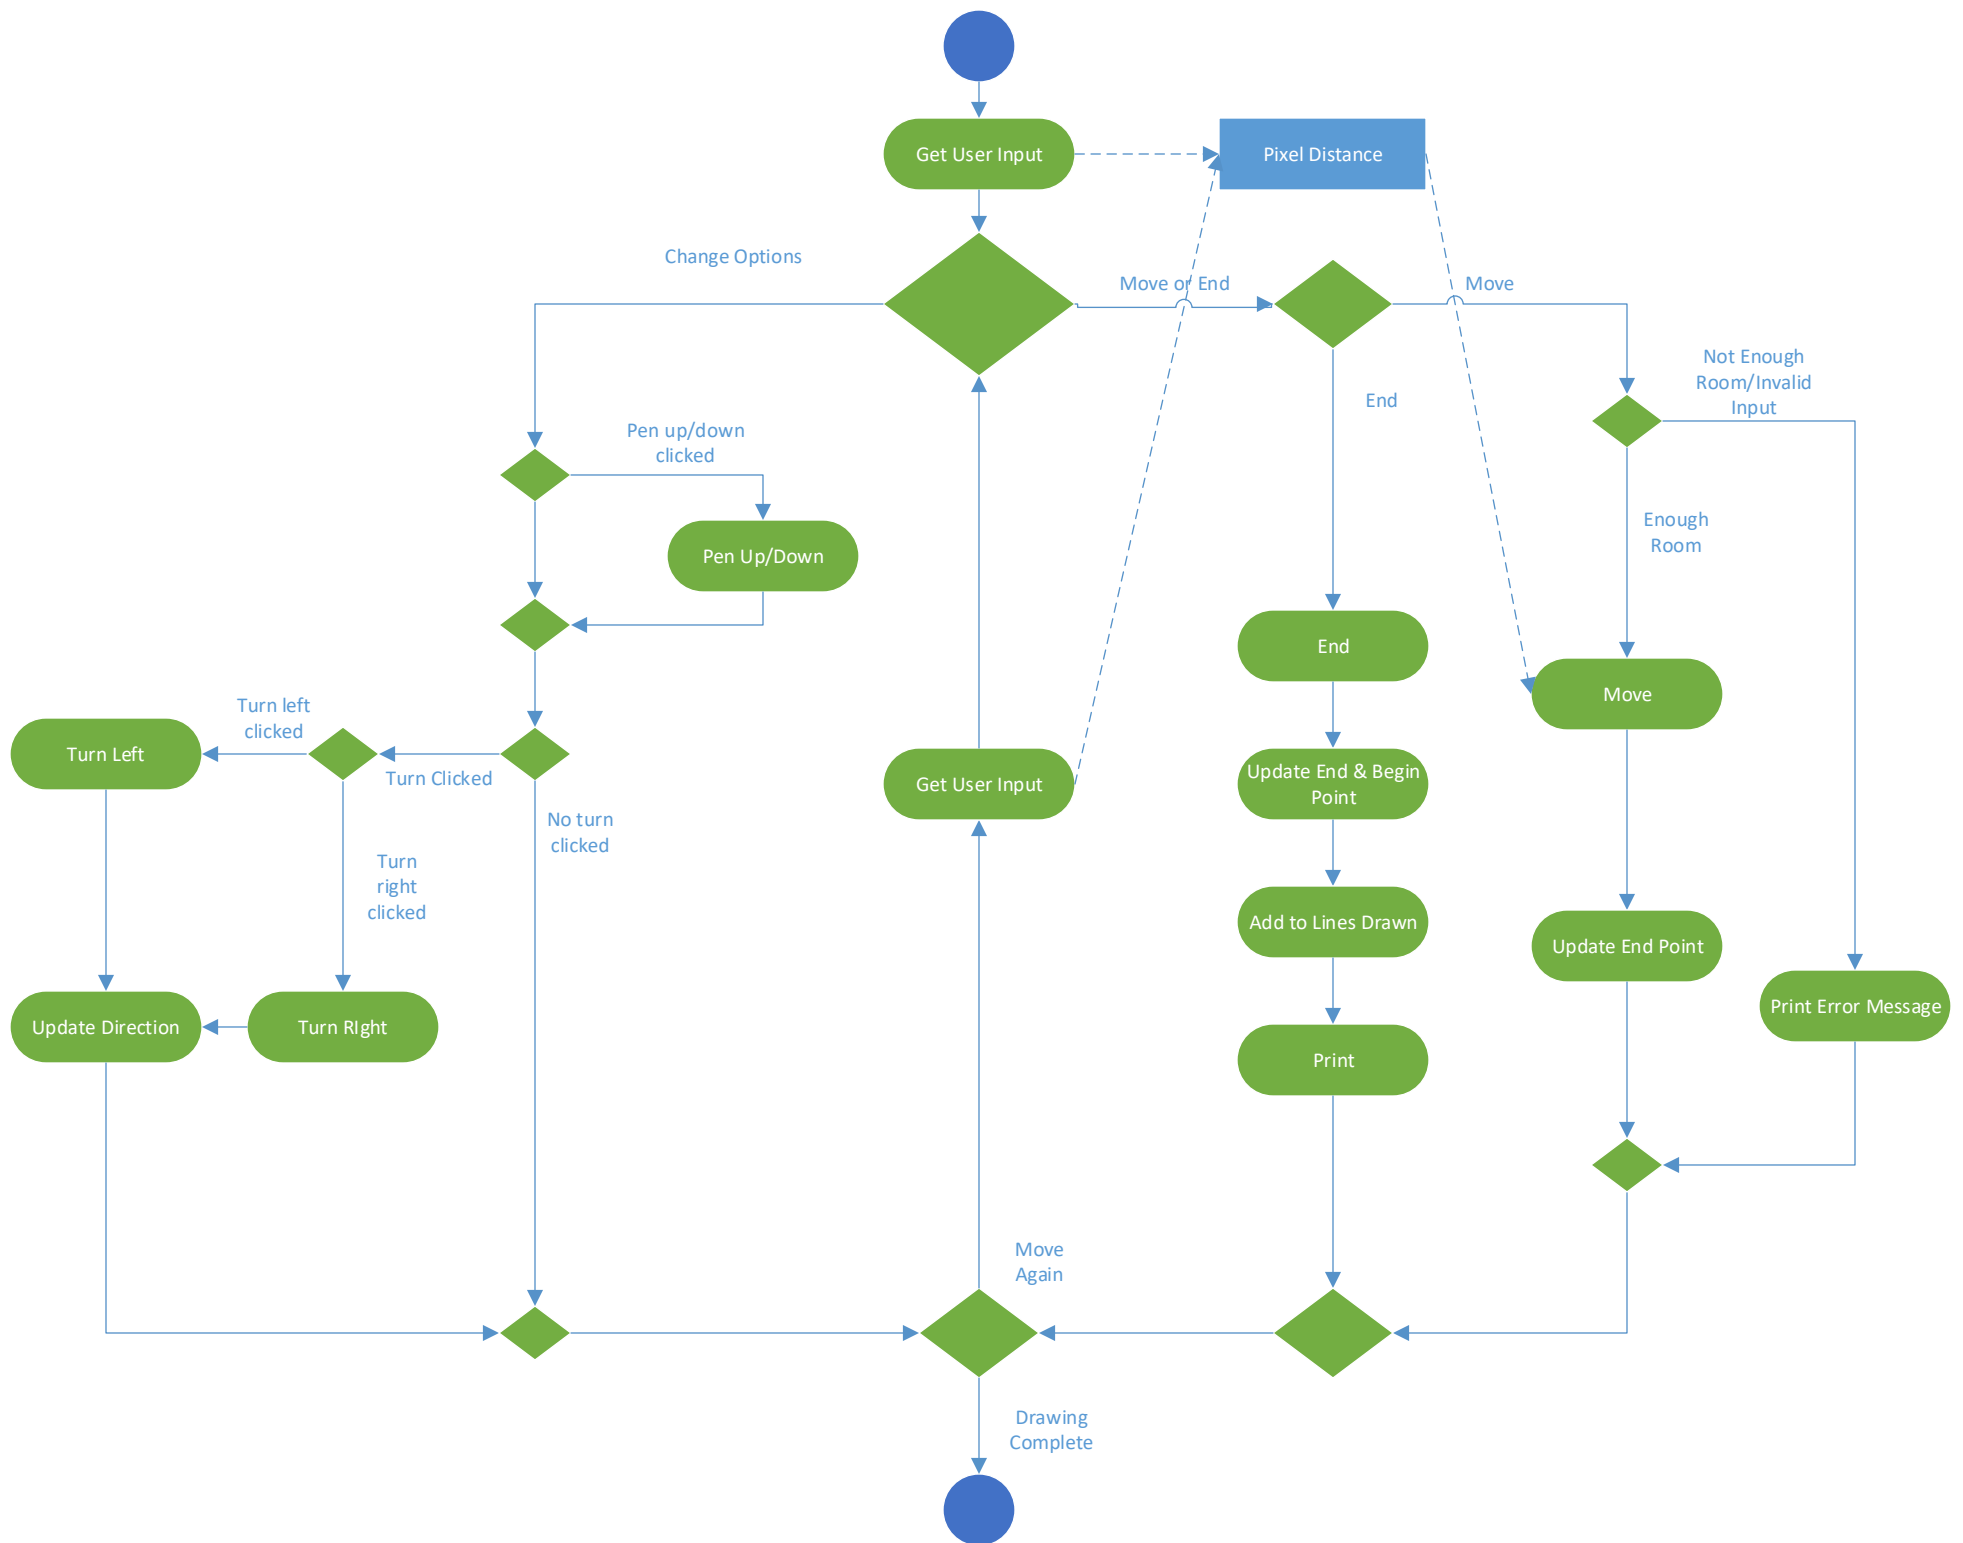 Get User Input
Pixel Distance
Change Options
Move or End
Move
Not Enough
Room/Invalid
Input
End
Pen up/down
clicked
Enough
Room
Pen Up/Down
End
Move
Turn left
clicked
Turn Left
Turn Clicked
Get User Input
Update End & Begin
Point
No turn
clicked
Turn
right
clicked
Add to Lines Drawn
Update End Point
Print Error Message
Update Direction
Turn RIght
Print
Move
Again
Drawing
Complete